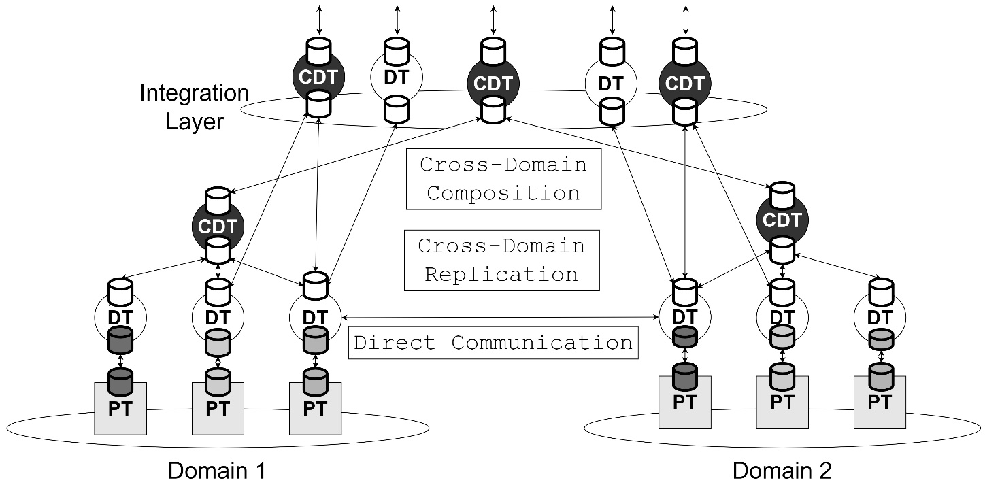 CDT
DT
CDT
DT
CDT
Integration
Layer
Cross-Domain
Composition
CDT
CDT
Cross-Domain
Replication
DT
DT
DT
DT
DT
DT
Direct Communication
PT
PT
PT
PT
PT
PT
Domain 1
Domain 2